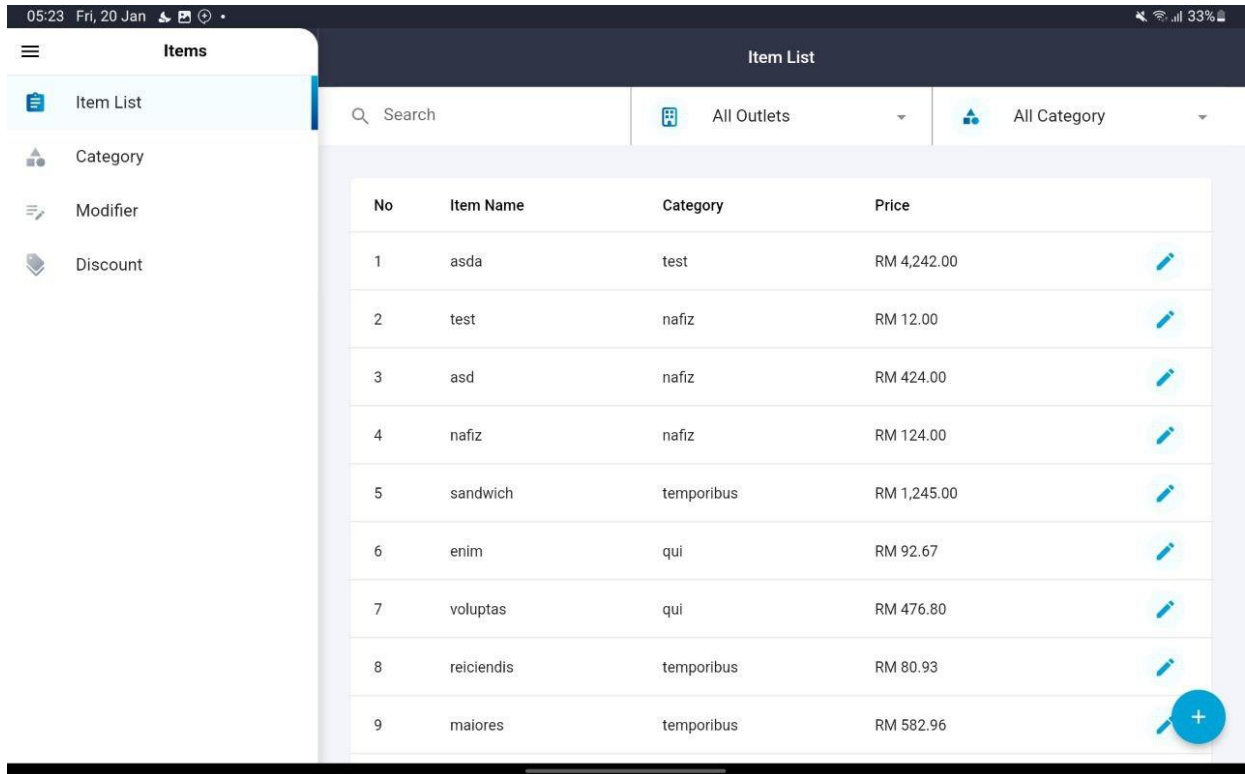 05:23 Fri, 20 Jan 33%
Items
Item List
Item List
Category
Modifier
Discount
Search All Outlets All Category
No Item Name Category Price
1 asda test RM 4,242.00
2 test nafiz RM 12.00
3 asd nafiz RM 424.00
4 nafiz nafiz RM 124.00
5 sandwich temporibus RM 1,245.00
6 enim qui RM 92.67
7 voluptas qui RM 476.80
8 reiciendis temporibus RM 80.93
9 maiores temporibus RM 582.96